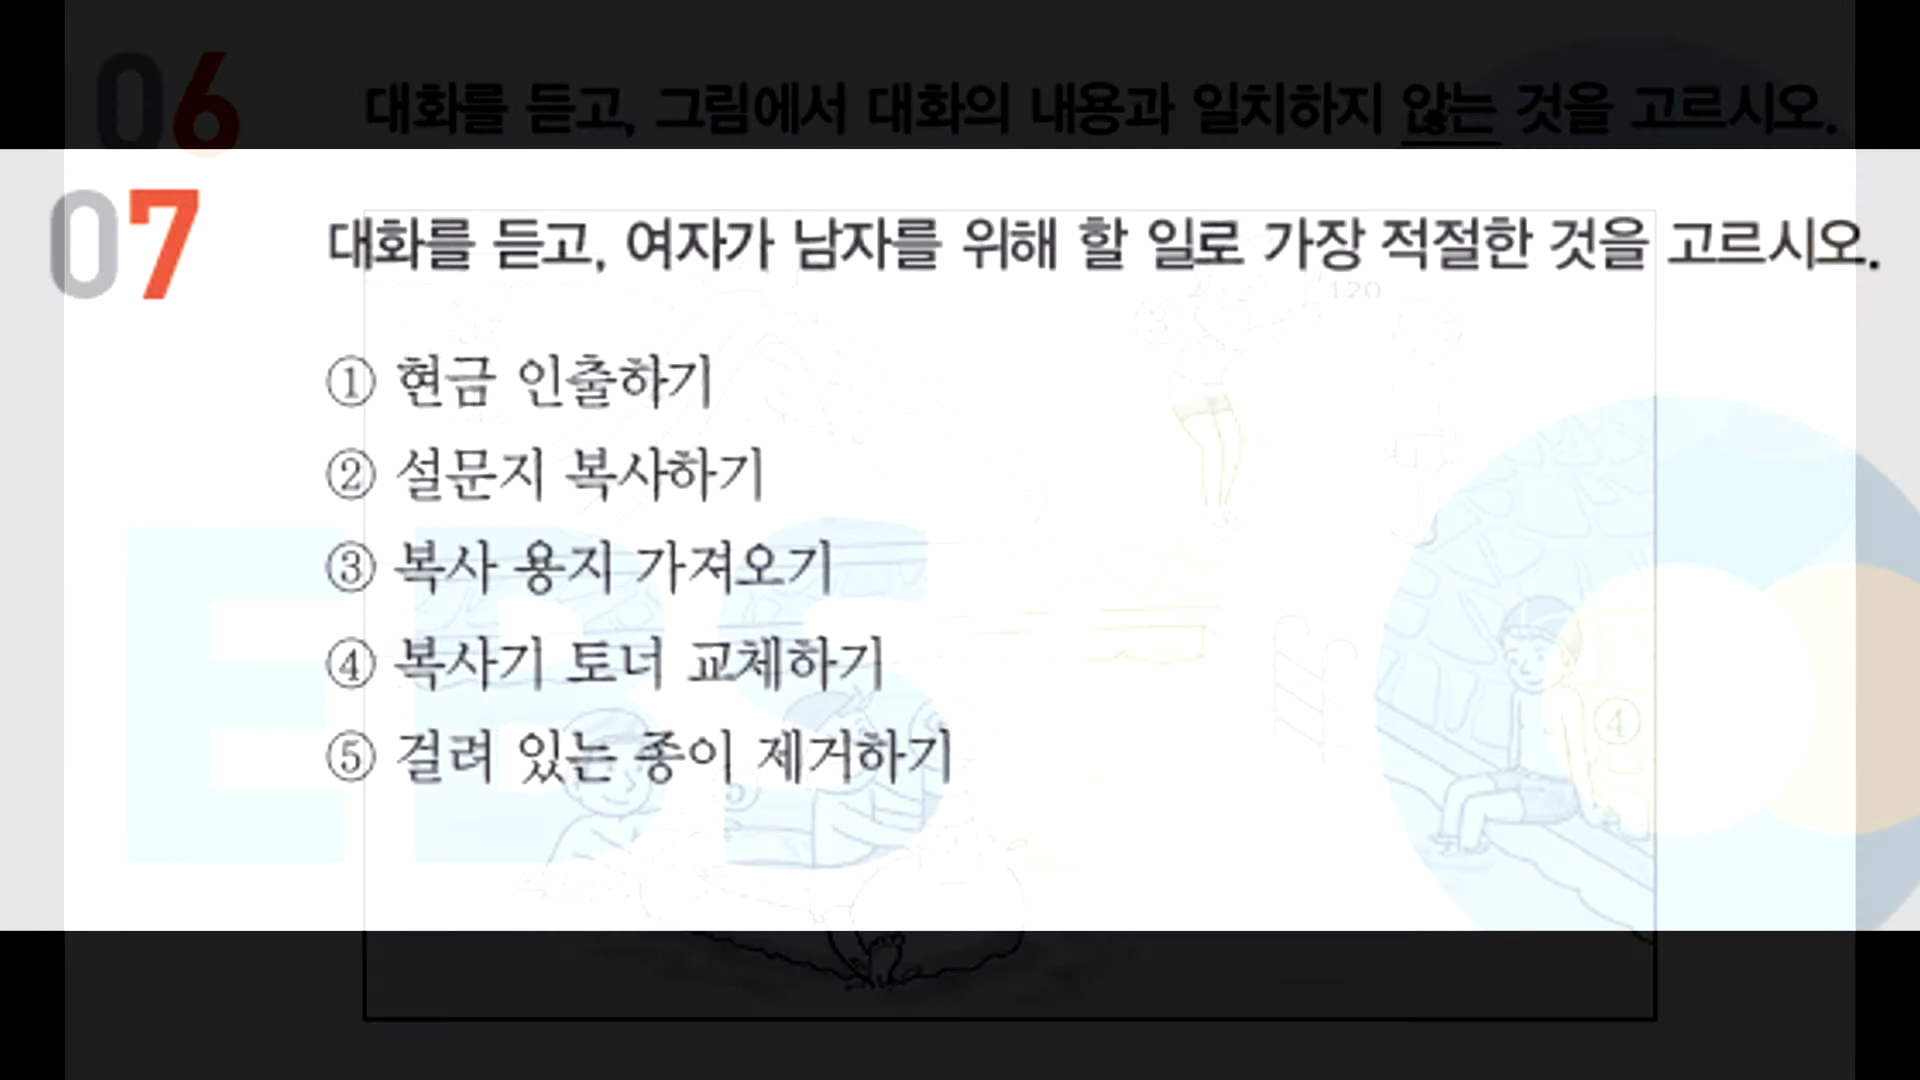 06 대화를 듣고, 그림에서 대화의 내용과 일치하지 않는 것을 고르시오.
07 대화를 듣고, 여자가 남자를 위해 할 일로 가장 적절한 것을 고르시오.
120
③
① 현금 인출하기
② 설문지 복사하기
③ 복사 용지 가져오기
④ 복사기 토너 교체하기
④
⑤ 걸려 있는 종이 제거하기
EBS